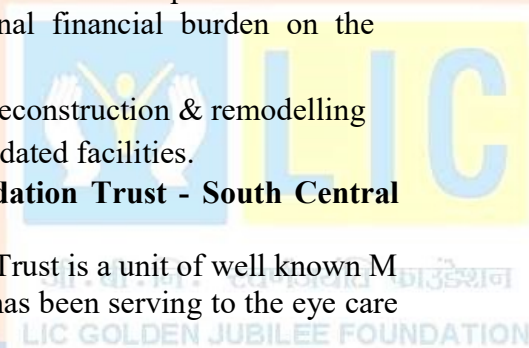 nal financial burden on the
LIC
econstruction & remodelling
dated facilities.
dation Trust - South Central
Trust is a unit of well known M
has been serving to the eye care
LIC GOLDEN JUBILEE FOUNDATION